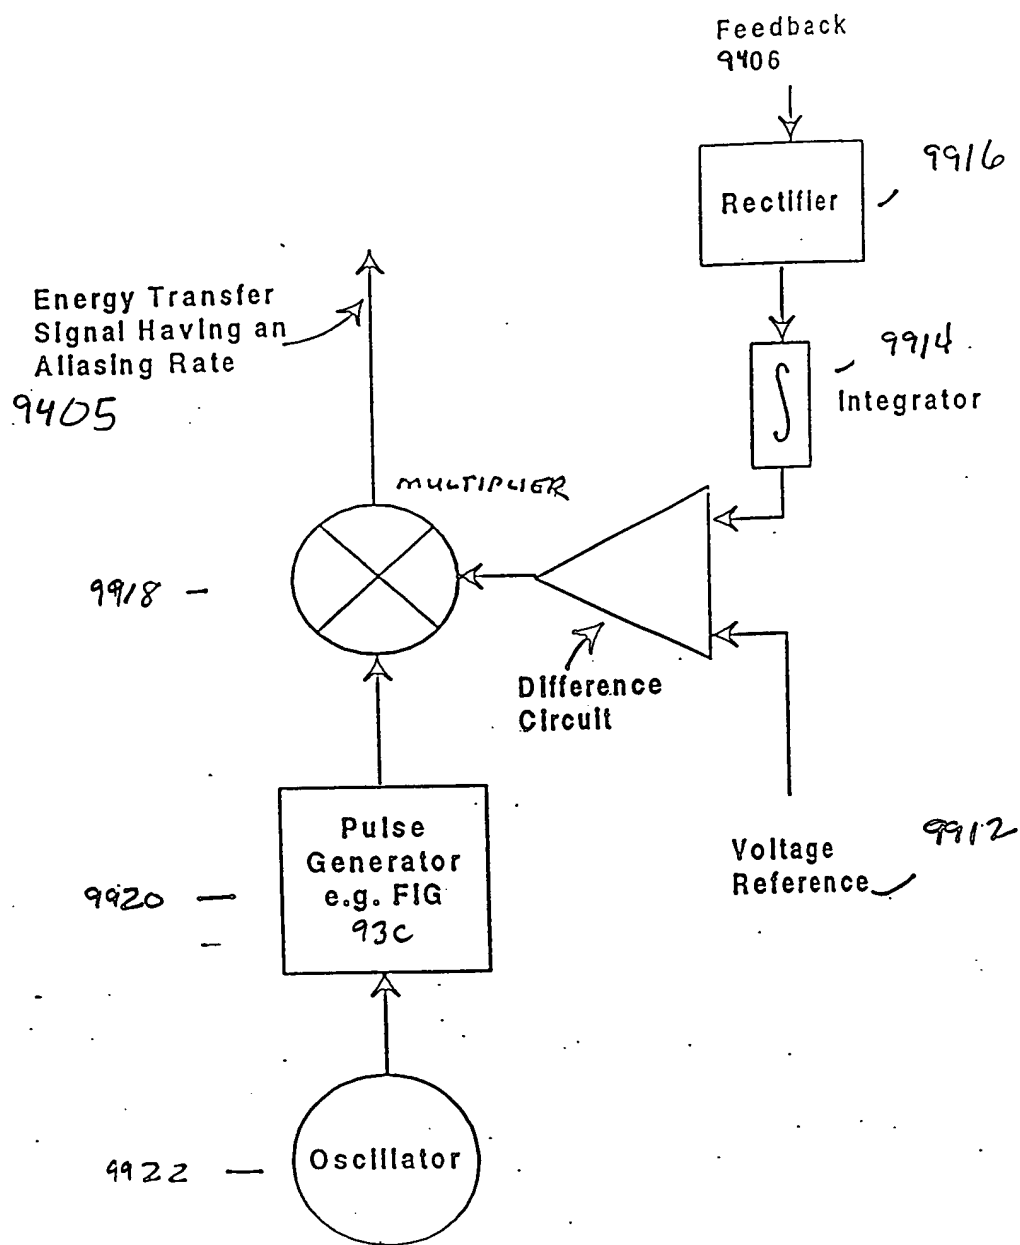 Feedback
9406
Rectifier
9916
Energy Transfer
Signal Having an
Aliasing Rate
9405
9914
Integrator
∫
MULTIPLIER
9918
Difference
Circuit
Pulse
Generator
e.g. FIG
93C
9920
Voltage
Reference
9912
Oscillator
9922